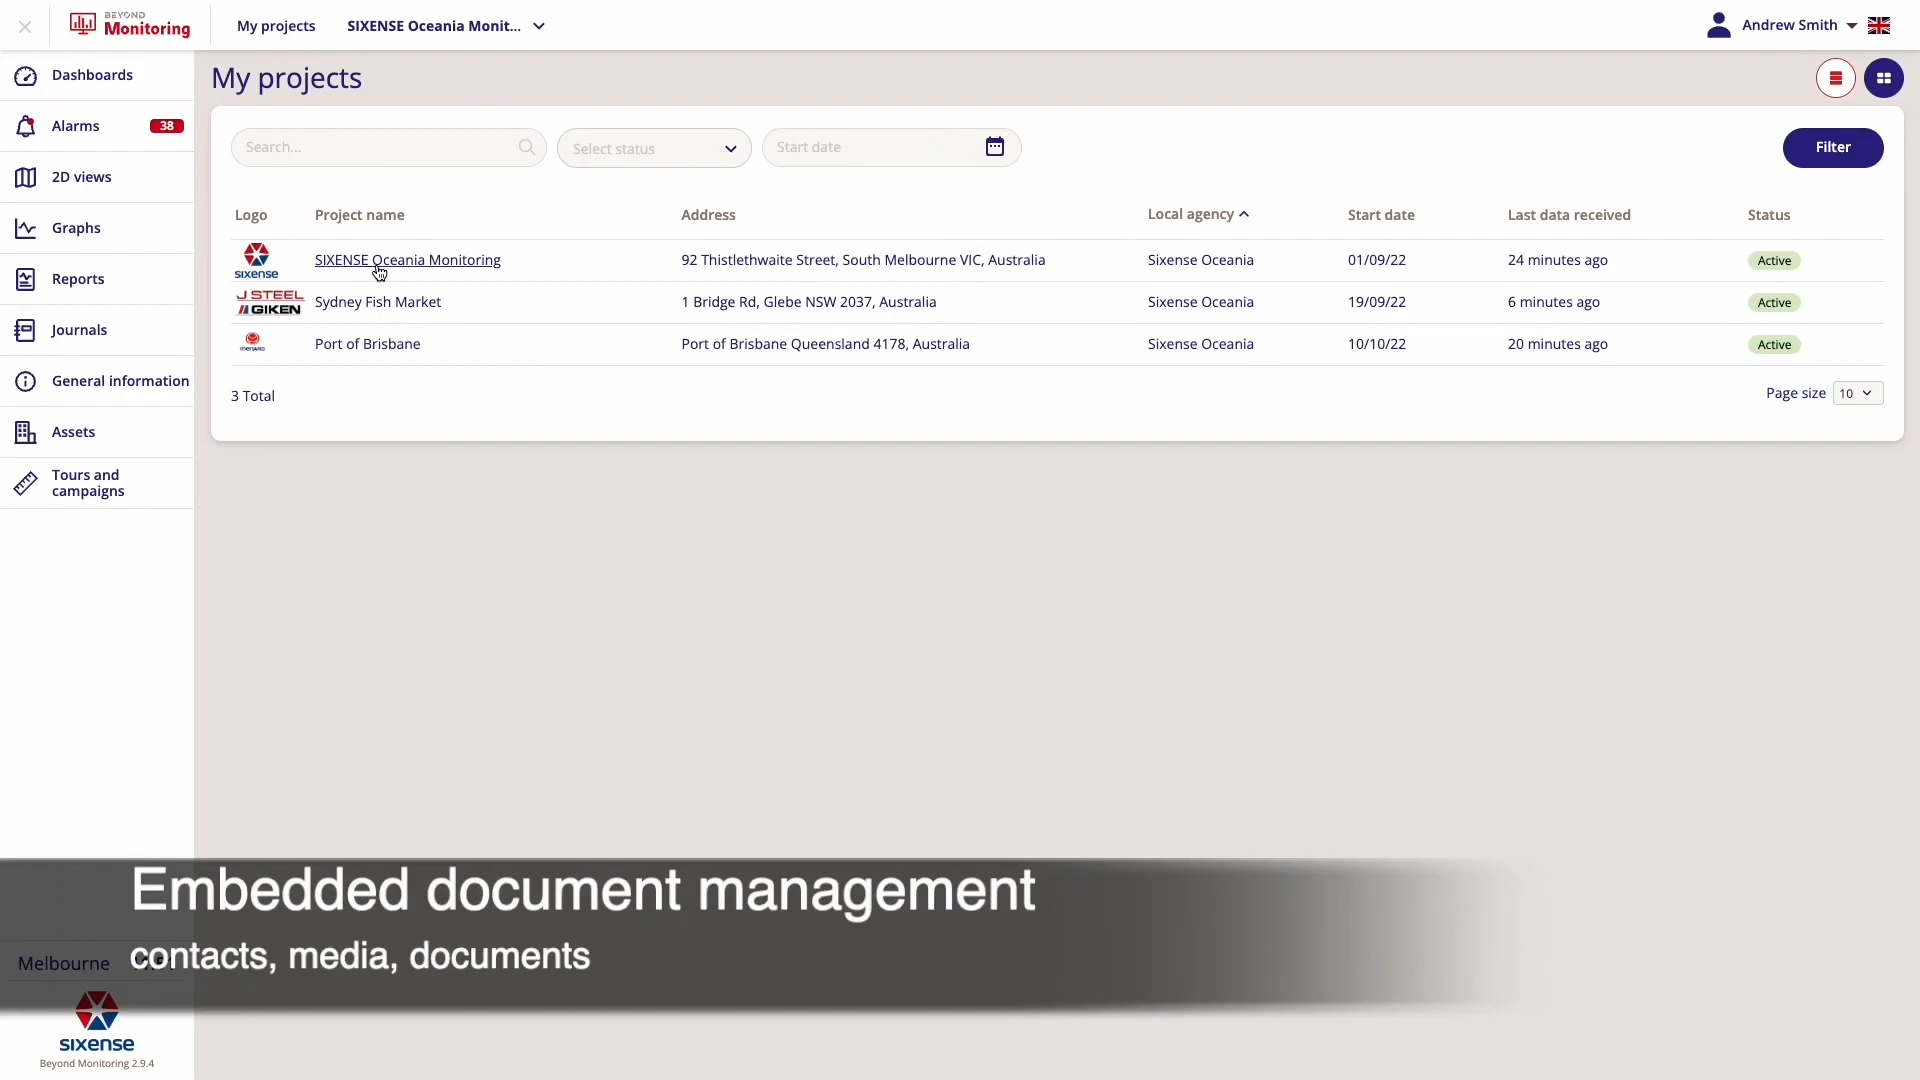 BEYOND
Monitoring
My projects
SIXENSE Oceania Monit...
Andrew Smith
Dashboards
Alarms
38
2D views
Graphs
Reports
Journals
General information
Assets
Tours and
campaigns
My projects
Search...
Select status
Start date
Filter
Logo
Project name
Address
Local agency
Start date
Last data received
Status
sixense
SIXENSE Oceania Monitoring
92 Thistlethwaite Street, South Melbourne VIC, Australia
Sixense Oceania
01/09/22
24 minutes ago
Active
J STEEL
GIKEN
Sydney Fish Market
1 Bridge Rd, Glebe NSW 2037, Australia
Sixense Oceania
19/09/22
6 minutes ago
Active
menard
Port of Brisbane
Port of Brisbane Queensland 4178, Australia
Sixense Oceania
10/10/22
20 minutes ago
Active
3 Total
Page size
10
Embedded document management
contacts, media, documents
Melbourne
sixense
Beyond Monitoring 2.9.4